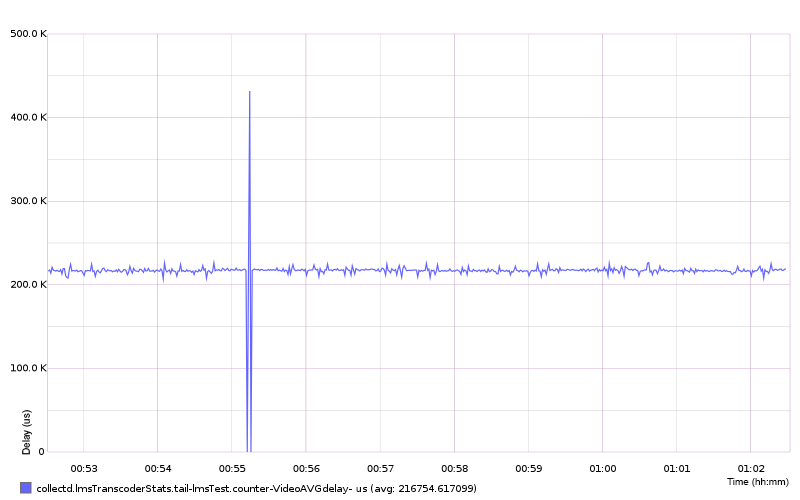 500.0 K
400.0 K
300.0 K
200.0 K
100.0 K
0
Delay (us)
00:53 00:54 00:55 00:56 00:57 00:58 00:59 01:00 01:01 01:02
Time (hh:mm)
collectd.lmsTranscoderStats.tail-lmsTest.counter-VideoAVGdelay- us (avg: 216754.617099)